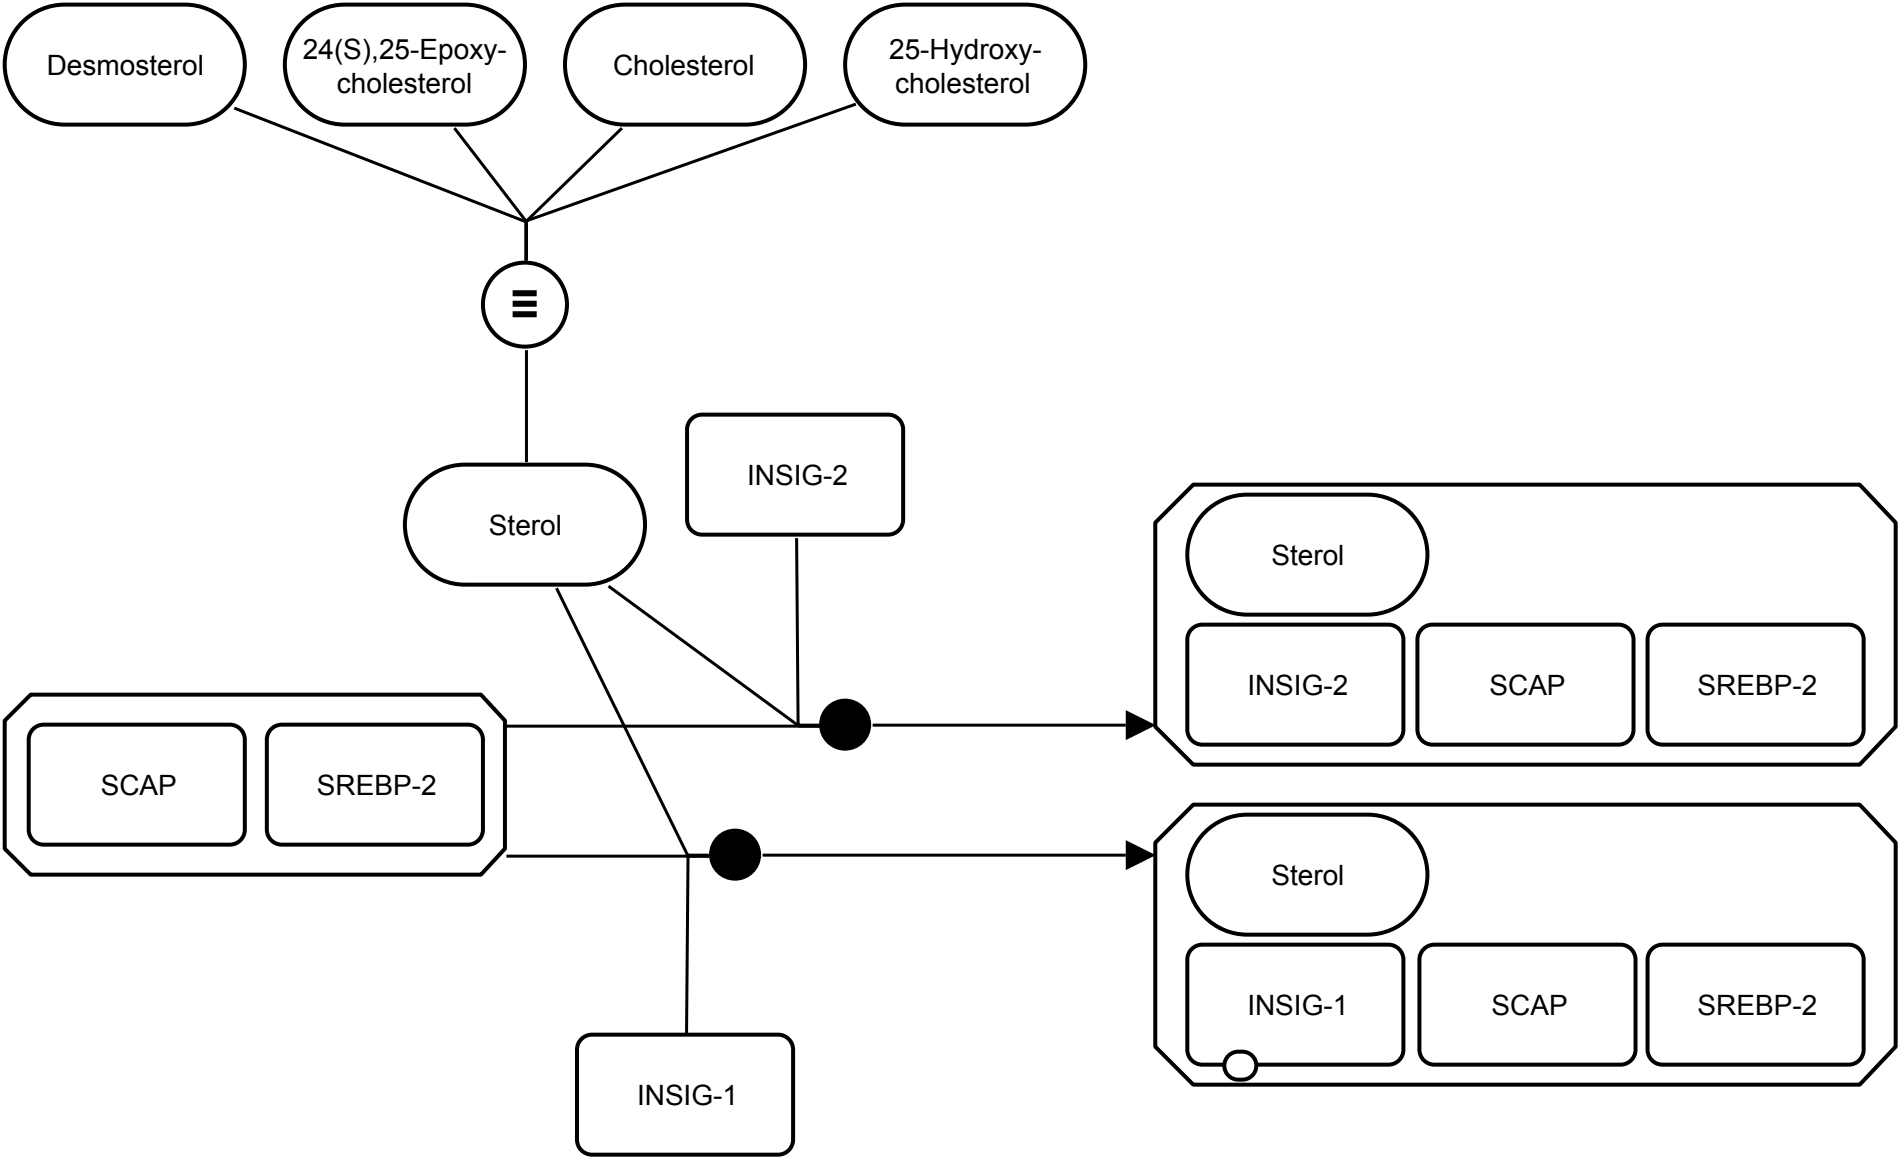 Desmosterol
24(S),25-Epoxy-
cholesterol
Cholesterol
25-Hydroxy-
cholesterol
≡
Sterol
INSIG-2
Sterol
INSIG-2
SCAP
SREBP-2
SCAP
SREBP-2
Sterol
INSIG-1
SCAP
SREBP-2
INSIG-1